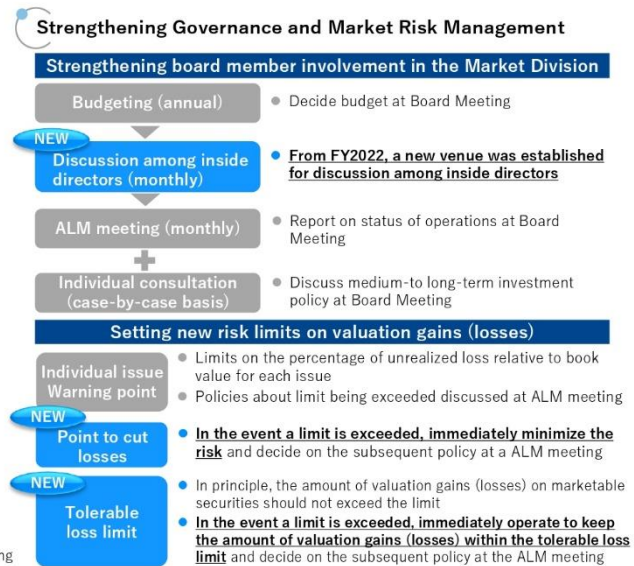 Strengthening Governance and Market Risk Management
Strengthening board member involvement in the Market Division
Budgeting (annual)
● Decide budget at Board Meeting
NEW
Discussion among inside
directors (monthly)
● From FY2022, a new venue was established
for discussion among inside directors
ALM meeting (monthly)
● Report on status of operations at Board
Meeting
+
Individual consultation
(case-by-case basis)
● Discuss medium-to long-term investment
policy at Board Meeting
Setting new risk limits on valuation gains (losses)
Individual issue
Warning point
● Limits on the percentage of unrealized loss relative to book
value for each issue
● Policies about limit being exceeded discussed at ALM meeting
NEW
Point to cut
losses
● In the event a limit is exceeded, immediately minimize the
risk and decide on the subsequent policy at a ALM meeting
NEW
Tolerable
loss limit
● In principle, the amount of valuation gains (losses) on marketable
securities should not exceed the limit
● In the event a limit is exceeded, immediately operate to keep
the amount of valuation gains (losses) within the tolerable loss
limit and decide on the subsequent policy at the ALM meeting
ng